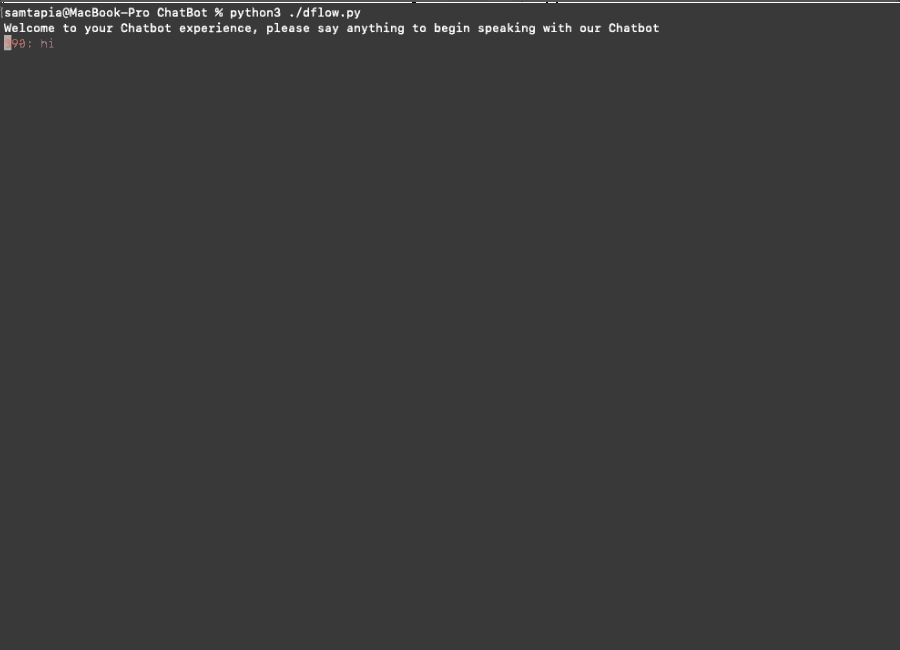 samtapia@MacBook-Pro ChatBot % python3 ./dflow.py
Welcome to your Chatbot experience, please say anything to begin speaking with our Chatbot
90: hi